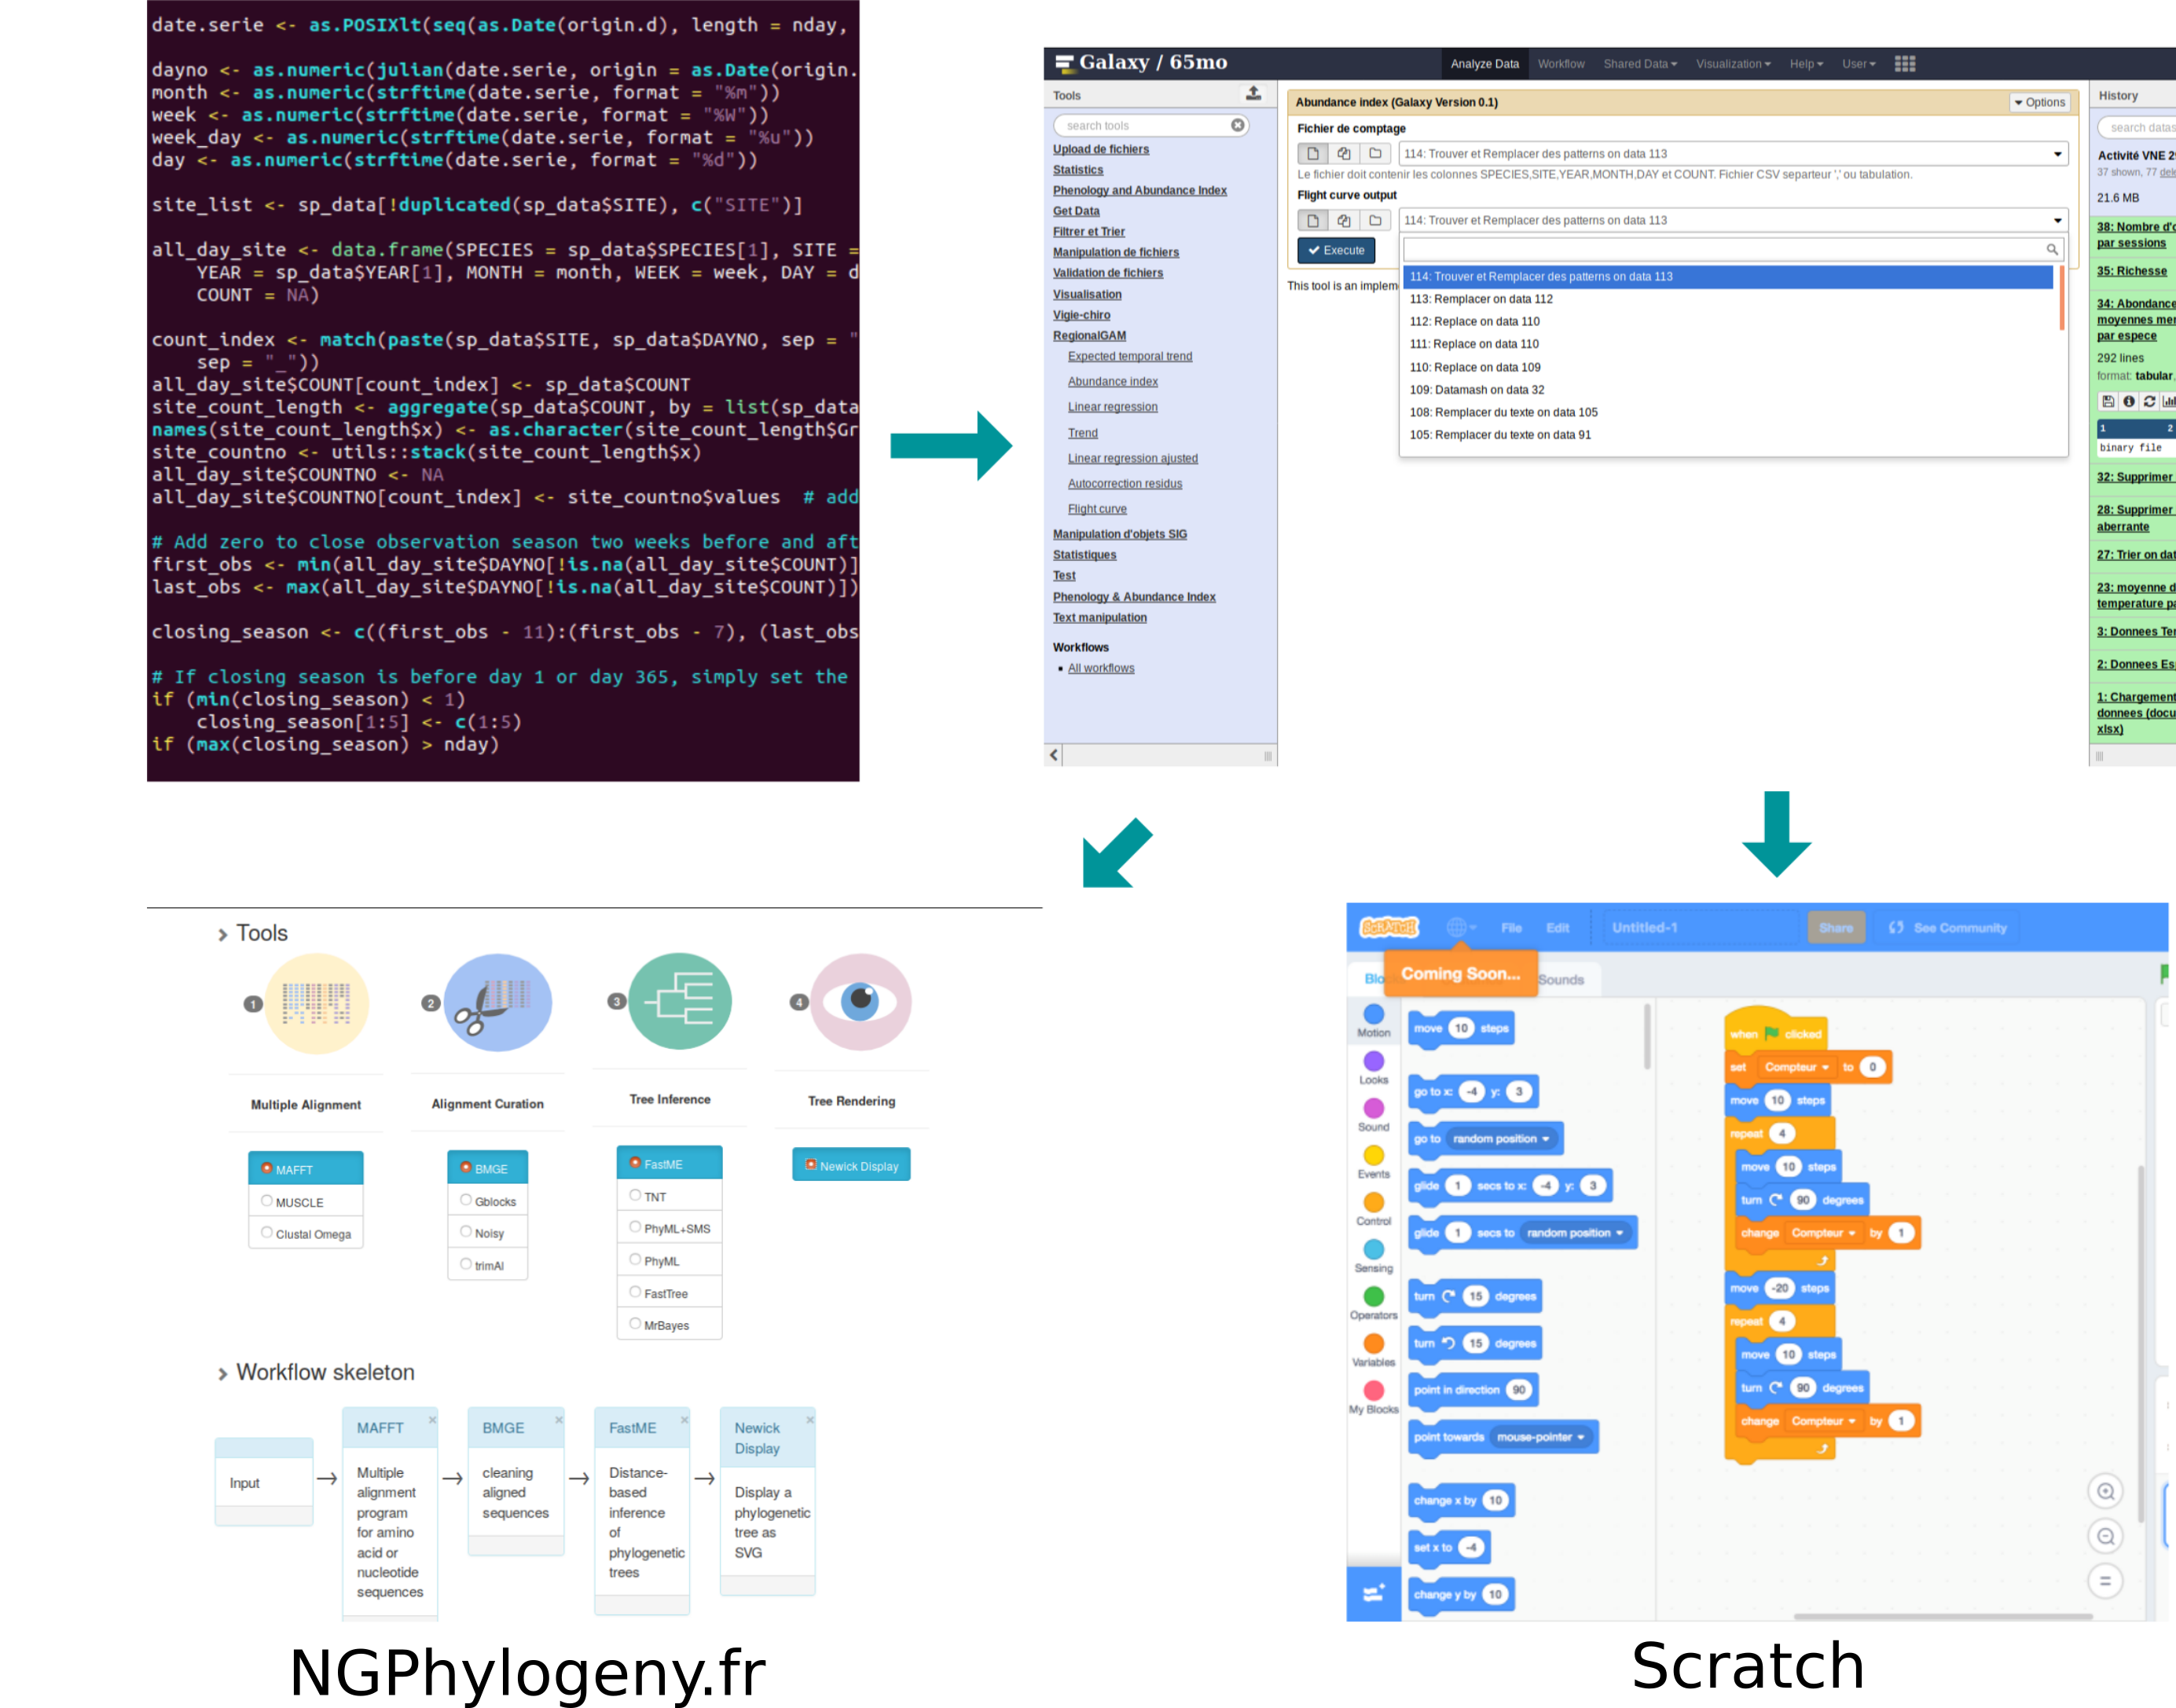 date.serie <- as.POSIXlt(seq(as.Date(origin.d), length = nday,
dayno <- as.numeric(julian(date.serie, origin = as.Date(origin.
month <- as.numeric(strftime(date.serie, format = "%m"))
week <- as.numeric(strftime(date.serie, format = "%W"))
week_day <- as.numeric(strftime(date.serie, format = "%u"))
day <- as.numeric(strftime(date.serie, format = "%d"))
site_list <- sp_data[!duplicated(sp_data$SITE), c("SITE")]
all_day_site <- data.frame(SPECIES = sp_data$SPECIES[1], SITE =
YEAR = sp_data$YEAR[1], MONTH = month, WEEK = week, DAY = d
COUNT = NA)
count_index <- match(paste(sp_data$SITE, sp_data$DAYNO, sep = "
sep = "_"))
all_day_site$COUNT[count_index] <- sp_data$COUNT
site_count_length <- aggregate(sp_data$COUNT, by = list(sp_data
names(site_count_length$x) <- as.character(site_count_length$Gr
site_countno <- utils::stack(site_count_length$x)
all_day_site$COUNTNO <- NA
all_day_site$COUNTNO[count_index] <- site_countno$values  # add
# Add zero to close observation season two weeks before and aft
first_obs <- min(all_day_site$DAYNO[!is.na(all_day_site$COUNT)]
last_obs <- max(all_day_site$DAYNO[!is.na(all_day_site$COUNT)])
closing_season <- c((first_obs - 11):(first_obs - 7), (last_obs
# If closing season is before day 1 or day 365, simply set the
if (min(closing_season) < 1)
closing_season[1:5] <- c(1:5)
if (max(closing_season) > nday)
Galaxy / 65mo
Analyze Data Workflow Shared Data Visualization Help User
Tools
search tools
Upload de fichiers
Statistics
Phenology and Abundance Index
Get Data
Filtrer et Trier
Manipulation de fichiers
Validation de fichiers
Visualisation
Vigie-chiro
RegionalGAM
Expected temporal trend
Abundance index
Linear regression
Trend
Linear regression ajusted
Autocorrection residus
Flight curve
Manipulation d'objets SIG
Statistiques
Test
Phenology & Abundance Index
Text manipulation
Workflows
All workflows
Abundance index (Galaxy Version 0.1)
Options
Fichier de comptage
114: Trouver et Remplacer des patterns on data 113
Le fichier doit contenir les colonnes SPECIES,SITE,YEAR,MONTH,DAY et COUNT. Fichier CSV separteur ',' ou tabulation.
Flight curve output
114: Trouver et Remplacer des patterns on data 113
Execute
This tool is an implem
114: Trouver et Remplacer des patterns on data 113
113: Remplacer on data 112
112: Replace on data 110
111: Replace on data 110
110: Replace on data 109
109: Datamash on data 32
108: Remplacer du texte on data 105
105: Remplacer du texte on data 91
History
search datas
Activité VNE 2
37 shown, 77 dele
21.6 MB
38: Nombre d'o
par sessions
35: Richesse
34: Abondance
moyennes men
par espece
292 lines
format: tabular,
1 2
binary file
32: Supprimer
28: Supprimer
aberrante
27: Trier on dat
23: moyenne d
temperature pa
3: Donnees Ter
2: Donnees Es
1: Chargement
donnees (docu
xlsx)
Tools
1 2 3 4
Multiple Alignment
Alignment Curation
Tree Inference
Tree Rendering
MAFFT
MUSCLE
Clustal Omega
BMGE
Gblocks
Noisy
trimAl
FastME
TNT
PhyML+SMS
PhyML
FastTree
MrBayes
Newick Display
Workflow skeleton
Input
MAFFT
Multiple
alignment
program
for amino
acid or
nucleotide
sequences
BMGE
cleaning
aligned
sequences
FastME
Distance-
based
inference
of
phylogenetic
trees
Newick
Display
Display a
phylogenetic
tree as
SVG
NGPhylogeny.fr
SCRATCH File Edit Untitled-1 Share See Community
Coming Soon...
Sounds
Motion
Looks
Sound
Events
Control
Sensing
Operators
Variables
My Blocks
move 10 steps
go to x: -4 y: 3
go to random position
glide 1 secs to x: -4 y: 3
glide 1 secs to random position
turn 15 degrees
turn 15 degrees
point in direction 90
point towards mouse-pointer
change x by 10
set x to -4
change y by 10
when clicked
set Compteur to 0
move 10 steps
repeat 4
move 10 steps
turn 90 degrees
change Compteur by 1
move -20 steps
repeat 4
move 10 steps
turn 90 degrees
change Compteur by 1
Scratch